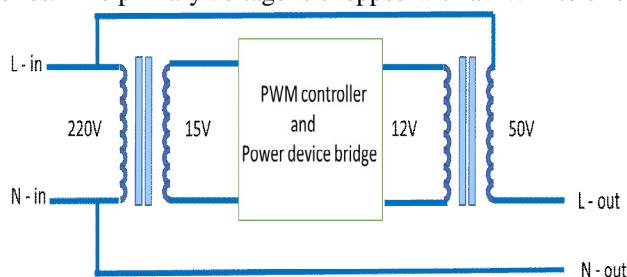 L - in
220V
15V
PWM controller
and
Power device bridge
12V
50V
N - in
L - out
N - out